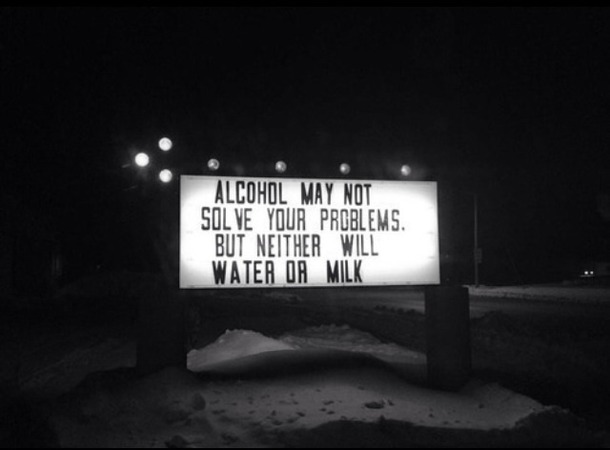 ALCOHOL MAY NOT
SOLVE YOUR PROBLEMS.
BUT NEITHER WILL
WATER OR MILK